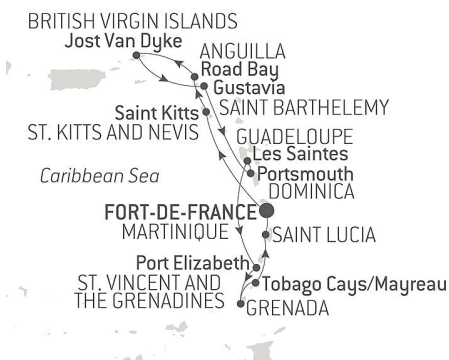 BRITISH VIRGIN ISLANDS
Jost Van Dyke
ANGUILLA
Road Bay
Gustavia
SAINT BARTHELEMY
Saint Kitts
ST. KITTS AND NEVIS
GUADELOUPE
Les Saintes
Caribbean Sea
Portsmouth
DOMINICA
FORT-DE-FRANCE
MARTINIQUE
SAINT LUCIA
Port Elizabeth
ST. VINCENT AND
THE GRENADINES
Tobago Cays/Mayreau
GRENADA